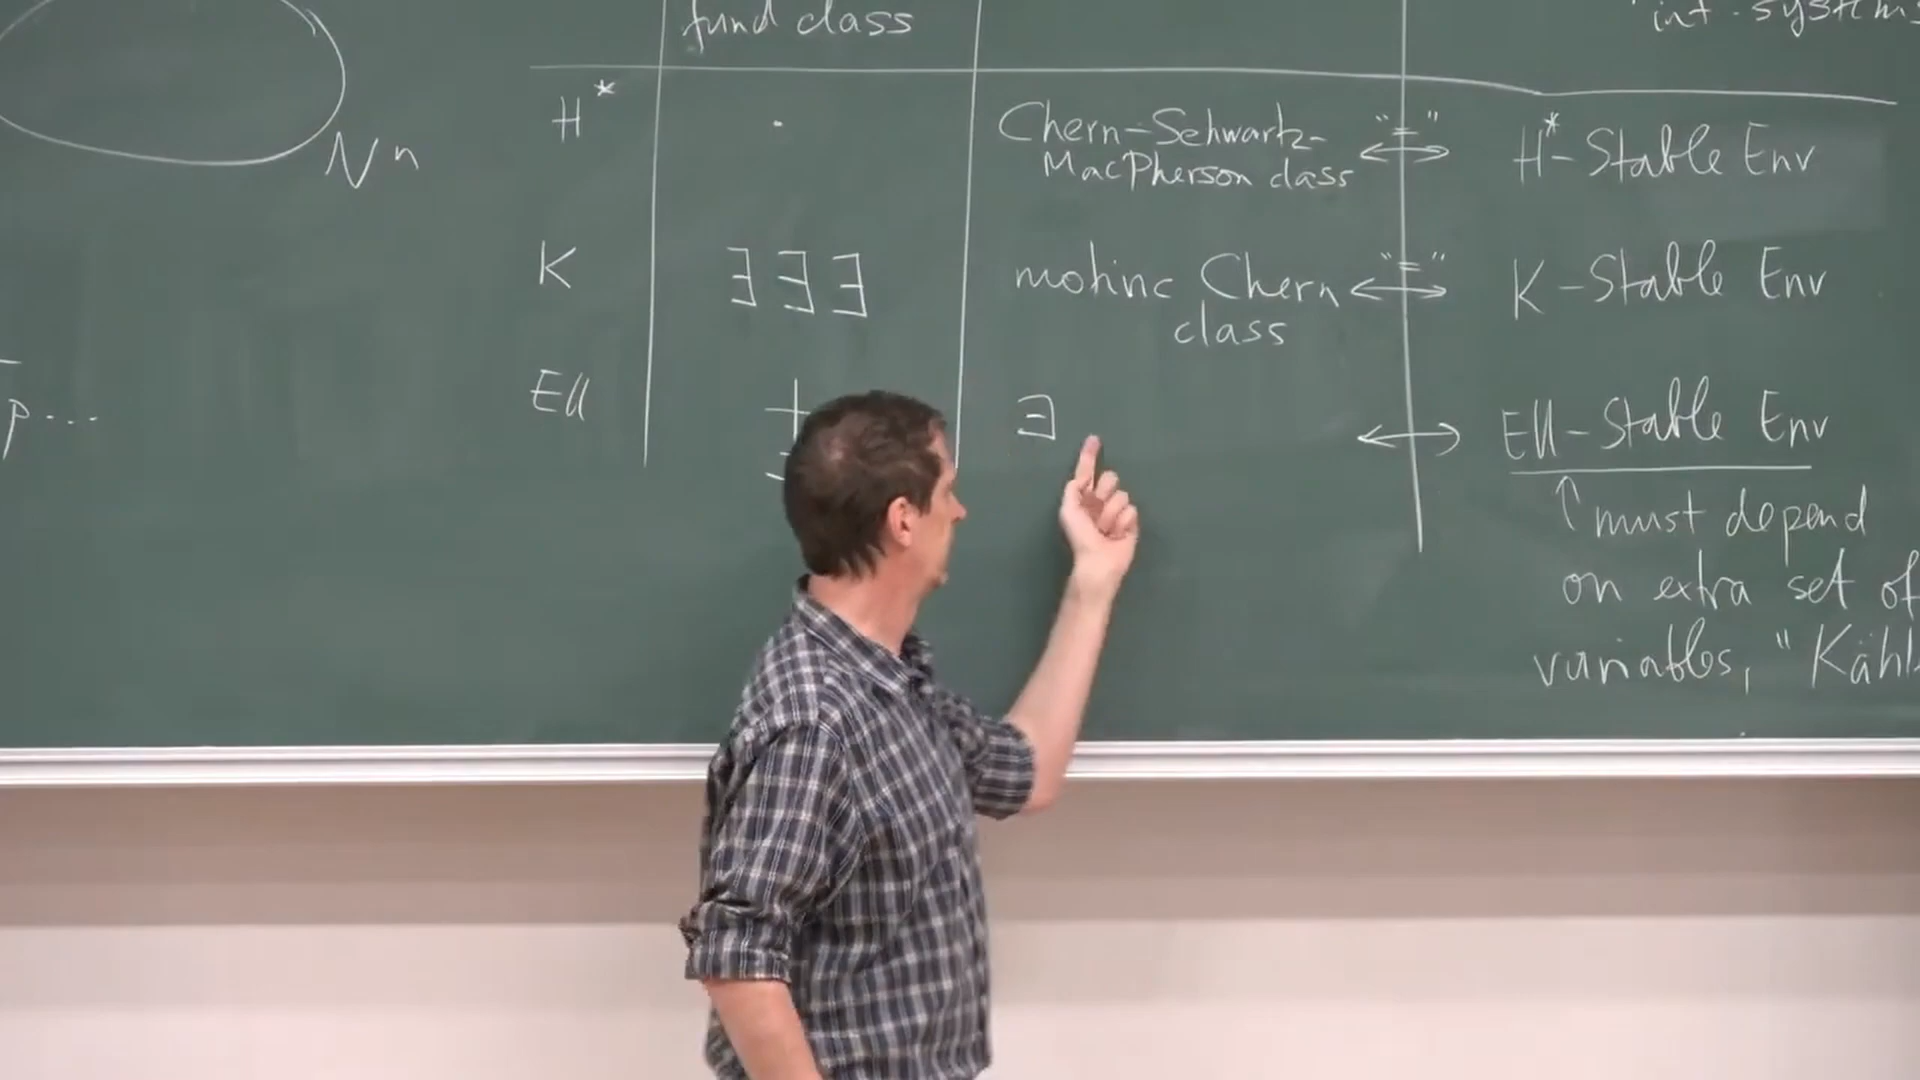 fund class
int. systems
N^n
H^* · Chern-Schwartz-MacPherson class "=" ↔ H^*-Stable Env
K ∃∃∃ motivic Chern class "=" ↔ K-Stable Env
Ell ∃ ↔ Ell-Stable Env
p...
↑ must depend
on extra set of
variables, "Kähl